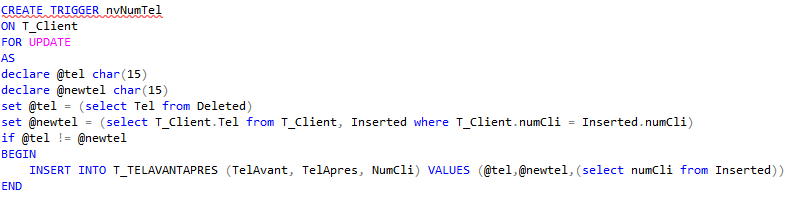 CREATE TRIGGER nvNumTel
ON T_Client
FOR UPDATE
AS
declare @tel char(15)
declare @newtel char(15)
set @tel = (select Tel from Deleted)
set @newtel = (select T_Client.Tel from T_Client, Inserted where T_Client.numCli = Inserted.numCli)
if @tel != @newtel
BEGIN
    INSERT INTO T_TELAVANTAPRES (TelAvant, TelApres, NumCli) VALUES (@tel,@newtel,(select numCli from Inserted))
END